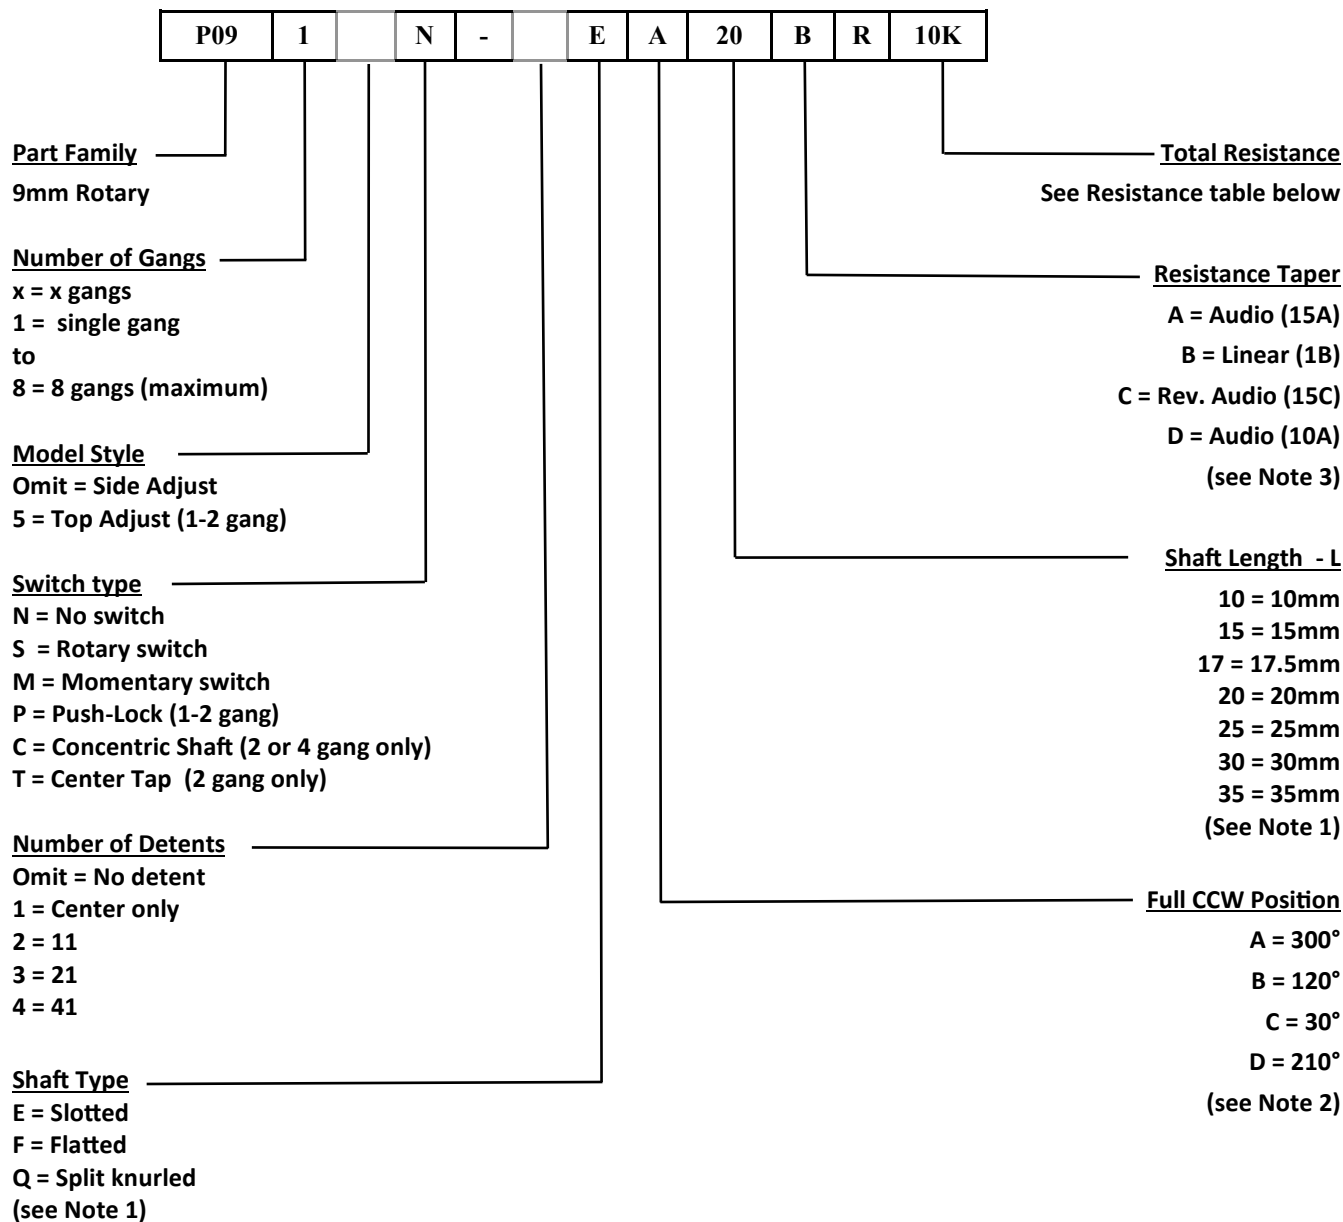 P09 1 N - E A 20 B R 10K
Part Family
9mm Rotary
Number of Gangs
x = x gangs
1 = single gang
to
8 = 8 gangs (maximum)
Model Style
Omit = Side Adjust
5 = Top Adjust (1-2 gang)
Switch type
N = No switch
S = Rotary switch
M = Momentary switch
P = Push-Lock (1-2 gang)
C = Concentric Shaft (2 or 4 gang only)
T = Center Tap (2 gang only)
Number of Detents
Omit = No detent
1 = Center only
2 = 11
3 = 21
4 = 41
Shaft Type
E = Slotted
F = Flatted
Q = Split knurled
(see Note 1)
Total Resistance
See Resistance table below
Resistance Taper
A = Audio (15A)
B = Linear (1B)
C = Rev. Audio (15C)
D = Audio (10A)
(see Note 3)
Shaft Length - L
10 = 10mm
15 = 15mm
17 = 17.5mm
20 = 20mm
25 = 25mm
30 = 30mm
35 = 35mm
(See Note 1)
Full CCW Position
A = 300°
B = 120°
C = 30°
D = 210°
(see Note 2)